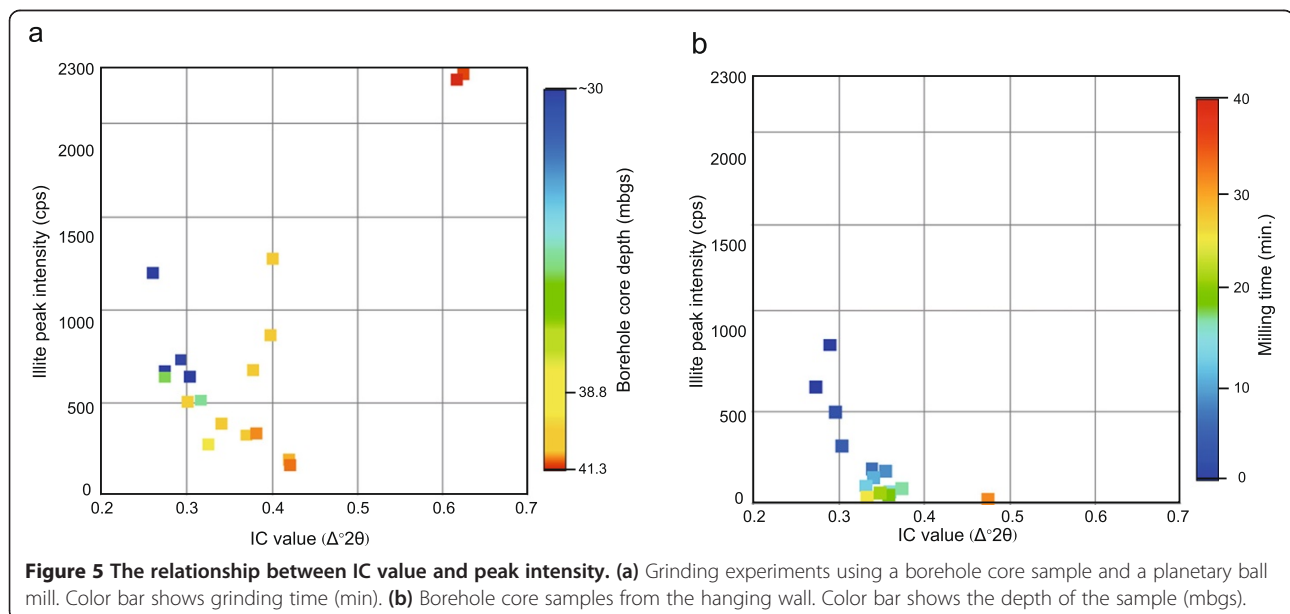 a
2300
2000
1500
1000
500
0
0.2 0.3 0.4 0.5 0.6 0.7
IC value (Δ°2θ)
Illite peak intensity (cps)
~30
38.8
41.3
Borehole core depth (mbgs)
b
2300
2000
1500
1000
500
0
0.2 0.3 0.4 0.5 0.6 0.7
IC value (Δ°2θ)
Illite peak intensity (cps)
40
30
20
10
0
Milling time (min.)
Figure 5 The relationship between IC value and peak intensity. (a) Grinding experiments using a borehole core sample and a planetary ball
mill. Color bar shows grinding time (min). (b) Borehole core samples from the hanging wall. Color bar shows the depth of the sample (mbgs).